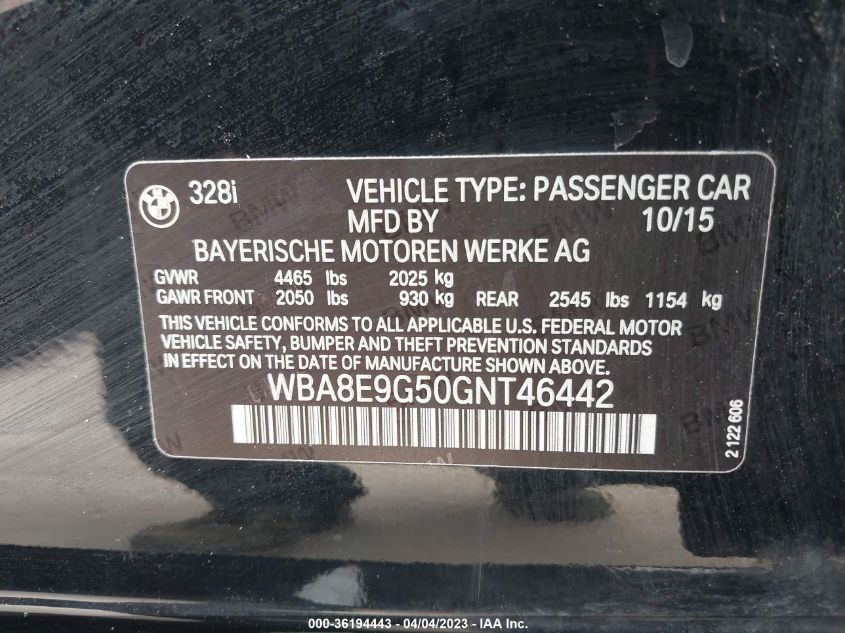 328i VEHICLE TYPE: PASSENGER CAR
MFD BY 10/15
BAYERISCHE MOTOREN WERKE AG
GVWR 4465 lbs 2025 kg
GAWR FRONT 2050 lbs 930 kg REAR 2545 lbs 1154 kg
THIS VEHICLE CONFORMS TO ALL APPLICABLE U.S. FEDERAL MOTOR
VEHICLE SAFETY, BUMPER AND THEFT PREVENTION STANDARDS
IN EFFECT ON THE DATE OF MANUFACTURE SHOWN ABOVE.
WBA8E9G50GNT46442
2 122 606
000-36194443 - 04/04/2023 - IAA Inc.